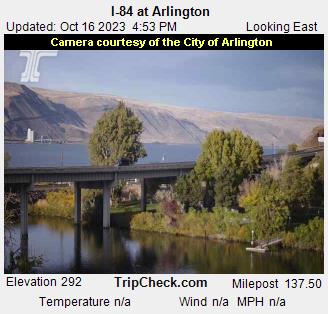 I-84 at Arlington
Updated: Oct 16 2023 4:53 PM Looking East
Camera courtesy of the City of Arlington
Elevation 292 TripCheck.com Milepost 137.50
Temperature n/a Wind n/a MPH n/a